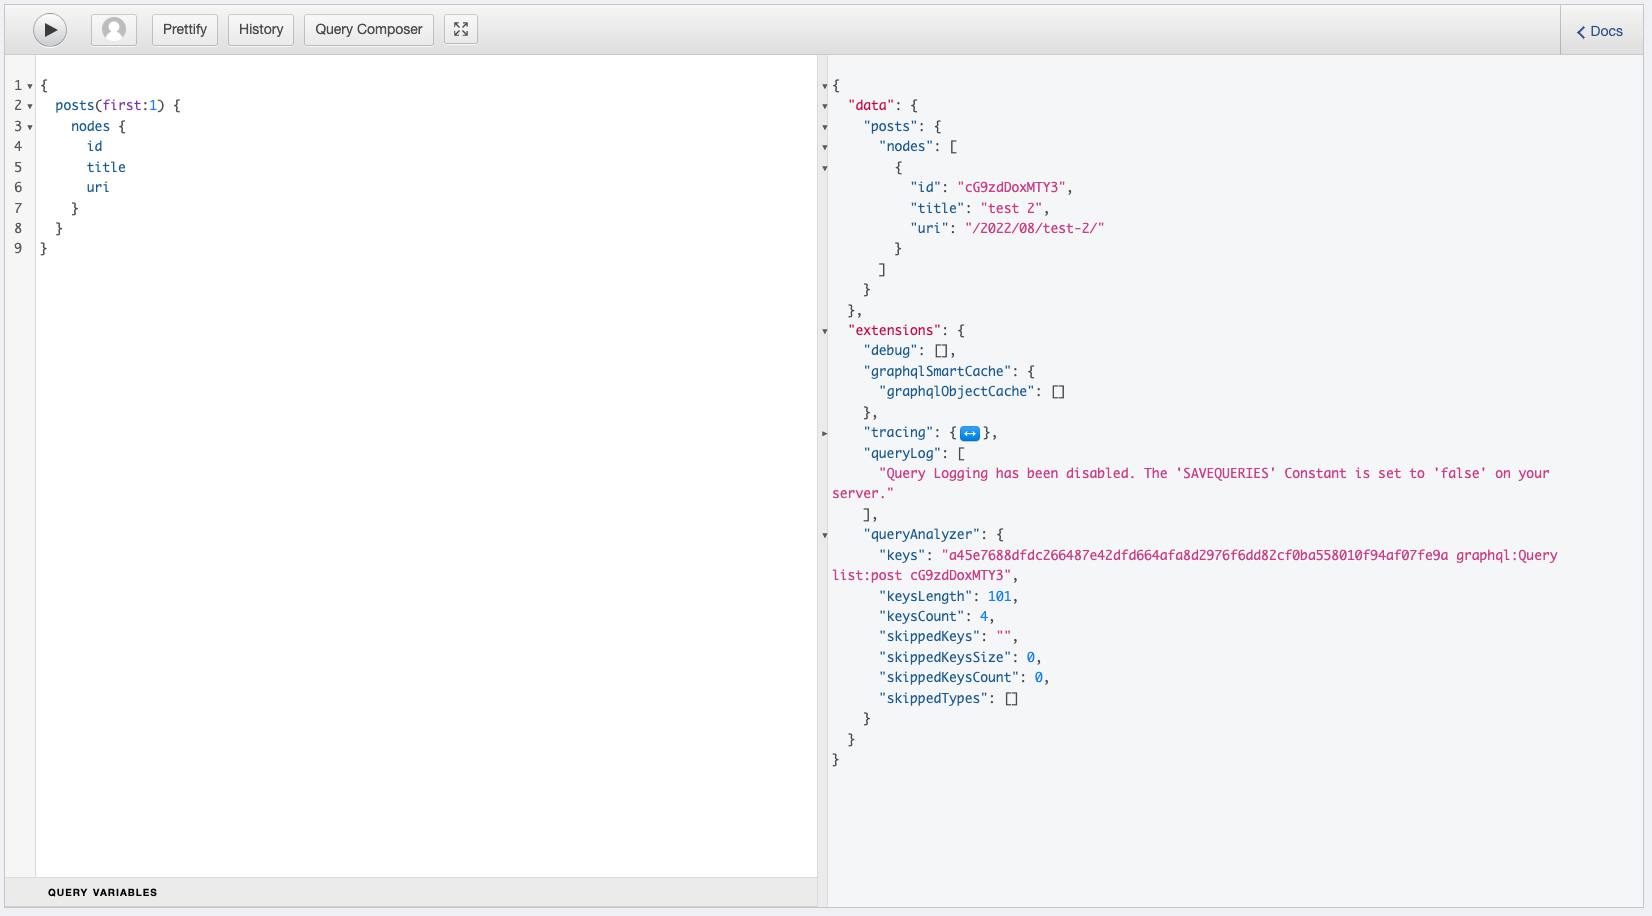 Prettify History Query Composer Docs
1 {
2 posts(first:1) {
3 nodes {
4 id
5 title
6 uri
7 }
8 }
9 }
QUERY VARIABLES
{
"data": {
"posts": {
"nodes": [
{
"id": "cG9zdDoxMTY3",
"title": "test 2",
"uri": "/2022/08/test-2/"
}
]
}
},
"extensions": {
"debug": [],
"graphqlSmartCache": {
"graphqlObjectCache": []
},
"tracing": {↔},
"queryLog": [
"Query Logging has been disabled. The 'SAVEQUERIES' Constant is set to 'false' on your
server."
],
"queryAnalyzer": {
"keys": "a45e7688dfdc266487e42dfd664afa8d2976f6dd82cf0ba558010f94af07fe9a graphql:Query
list:post cG9zdDoxMTY3",
"keysLength": 101,
"keysCount": 4,
"skippedKeys": "",
"skippedKeysSize": 0,
"skippedKeysCount": 0,
"skippedTypes": []
}
}
}